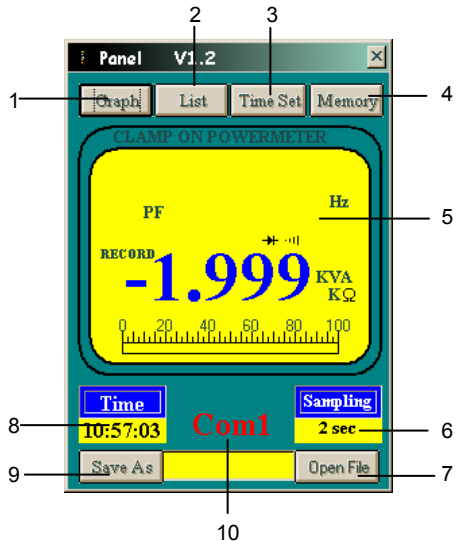 2
3
Panel V1.2
1
Graph List Time Set Memory
4
CLAMP ON POWERMETER
PF
Hz
5
RECORD
-1.999
KVA
KΩ
0 20 40 60 80 100
Time
10:57:03
8
Com1
Sampling
2 sec
6
Save As
Open File
9
7
10